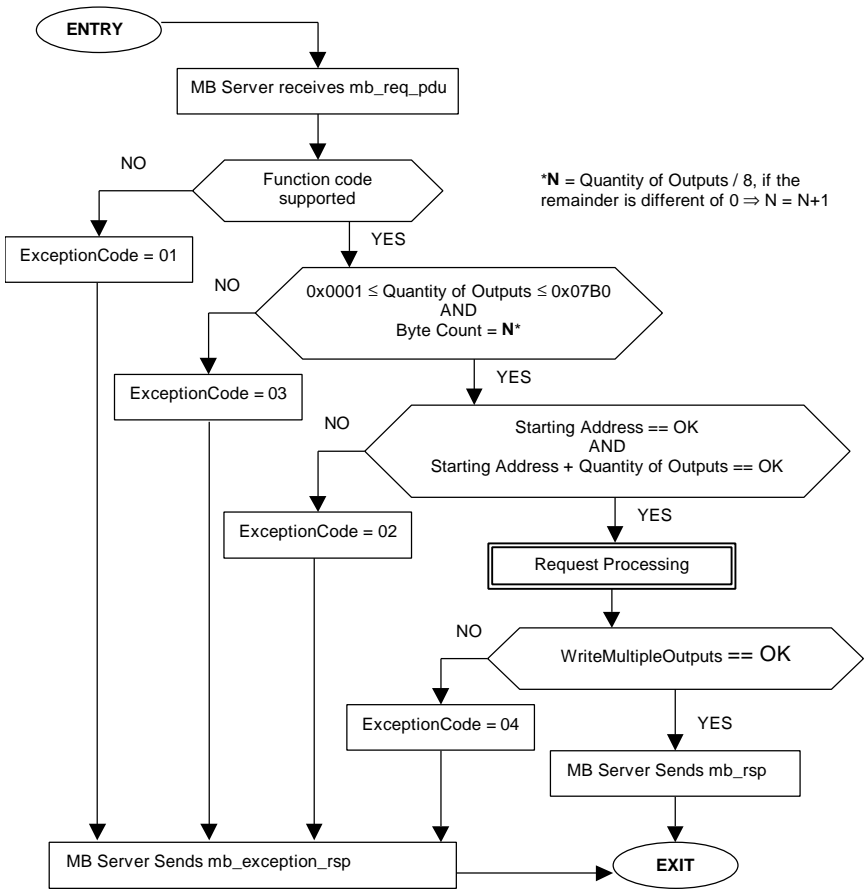 ENTRY
MB Server receives mb_req_pdu
NO
Function code
supported
*N = Quantity of Outputs / 8, if the
remainder is different of 0 ⇒ N = N+1
YES
ExceptionCode = 01
NO
0x0001 ≤ Quantity of Outputs ≤ 0x07B0
AND
Byte Count = N*
YES
ExceptionCode = 03
NO
Starting Address == OK
AND
Starting Address + Quantity of Outputs == OK
YES
ExceptionCode = 02
Request Processing
NO
WriteMultipleOutputs == OK
YES
ExceptionCode = 04
MB Server Sends mb_rsp
MB Server Sends mb_exception_rsp
EXIT